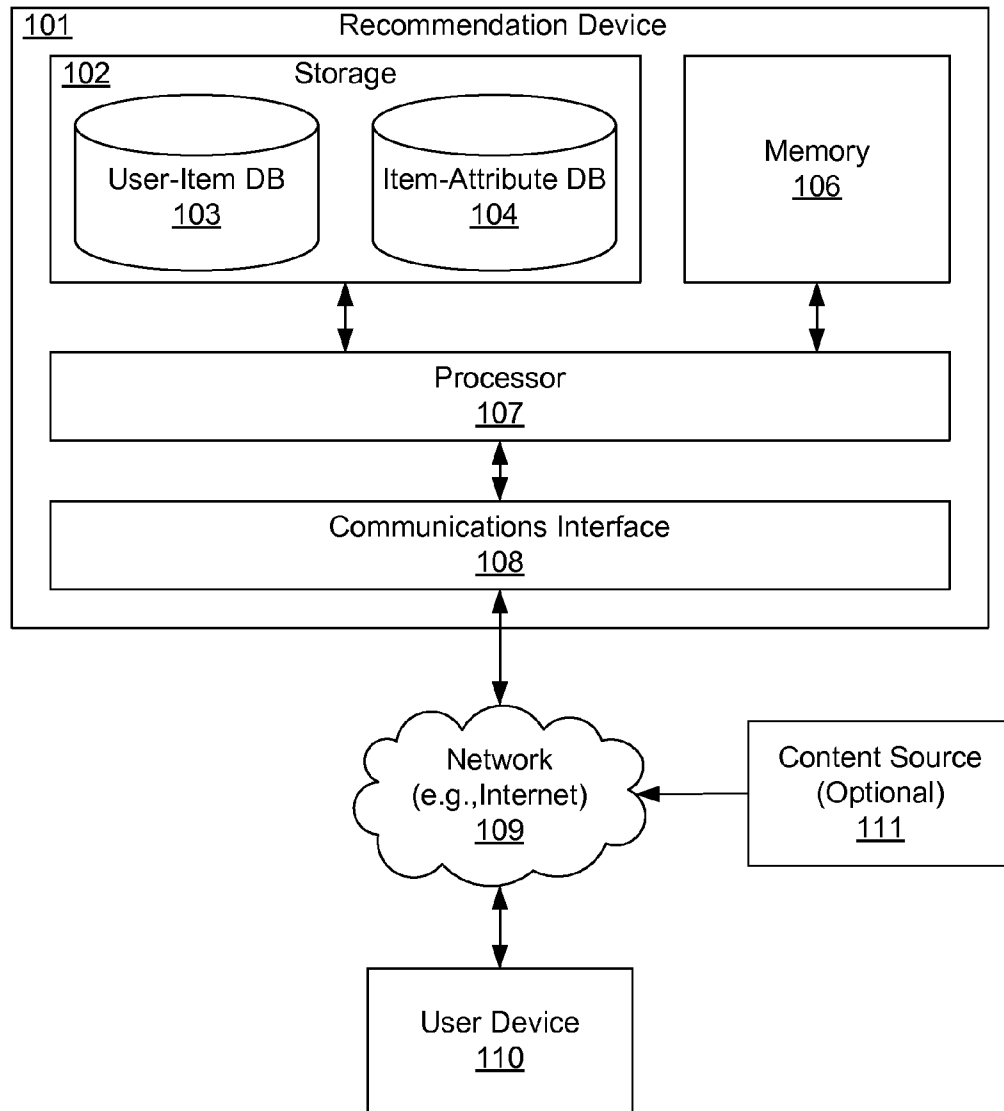 101
Recommendation Device
102
Storage
User-Item DB
103
Item-Attribute DB
104
Memory
106
Processor
107
Communications Interface
108
Network
(e.g.,Internet)
109
Content Source
(Optional)
111
User Device
110